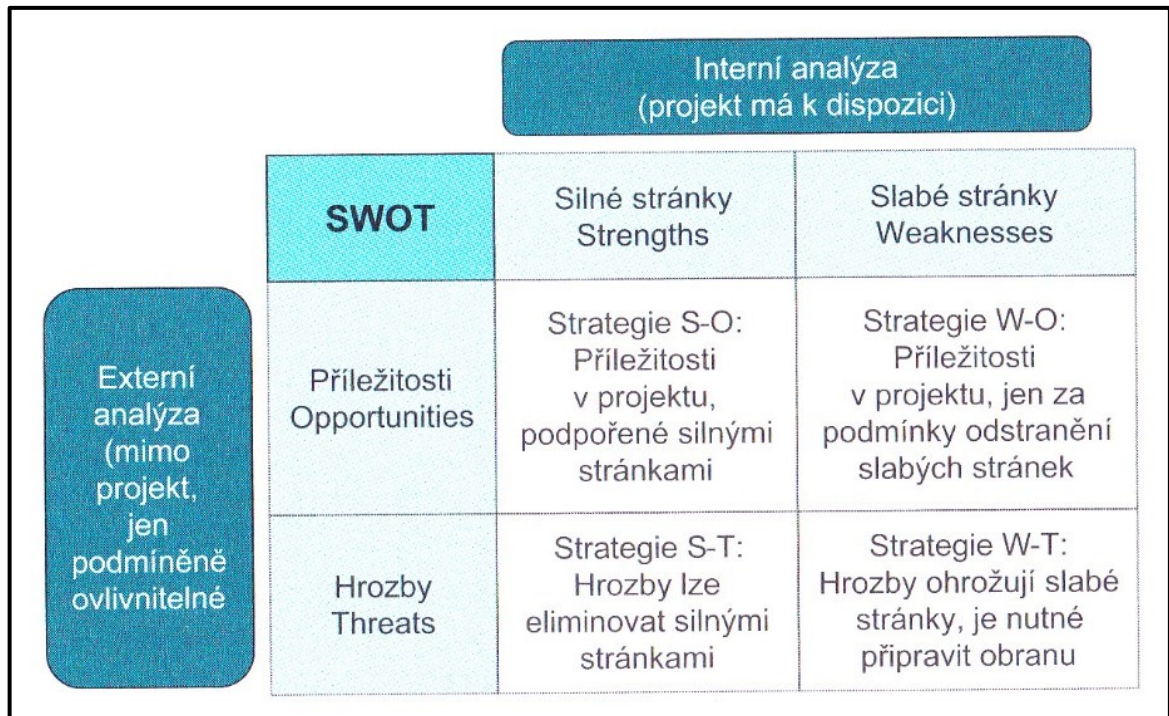 Interní analýza
(projekt má k dispozici)
SWOT
Silné stránky
Strengths
Slabé stránky
Weaknesses
Externí
analýza
(mimo
projekt,
jen
podmíněně
ovlivnitelné
Příležitosti
Opportunities
Strategie S-O:
Příležitosti
v projektu,
podpořené silnými
stránkami
Strategie W-O:
Příležitosti
v projektu, jen za
podmínky odstranění
slabých stránek
Hrozby
Threats
Strategie S-T:
Hrozby lze
eliminovat silnými
stránkami
Strategie W-T:
Hrozby ohrožují slabé
stránky, je nutné
připravit obranu